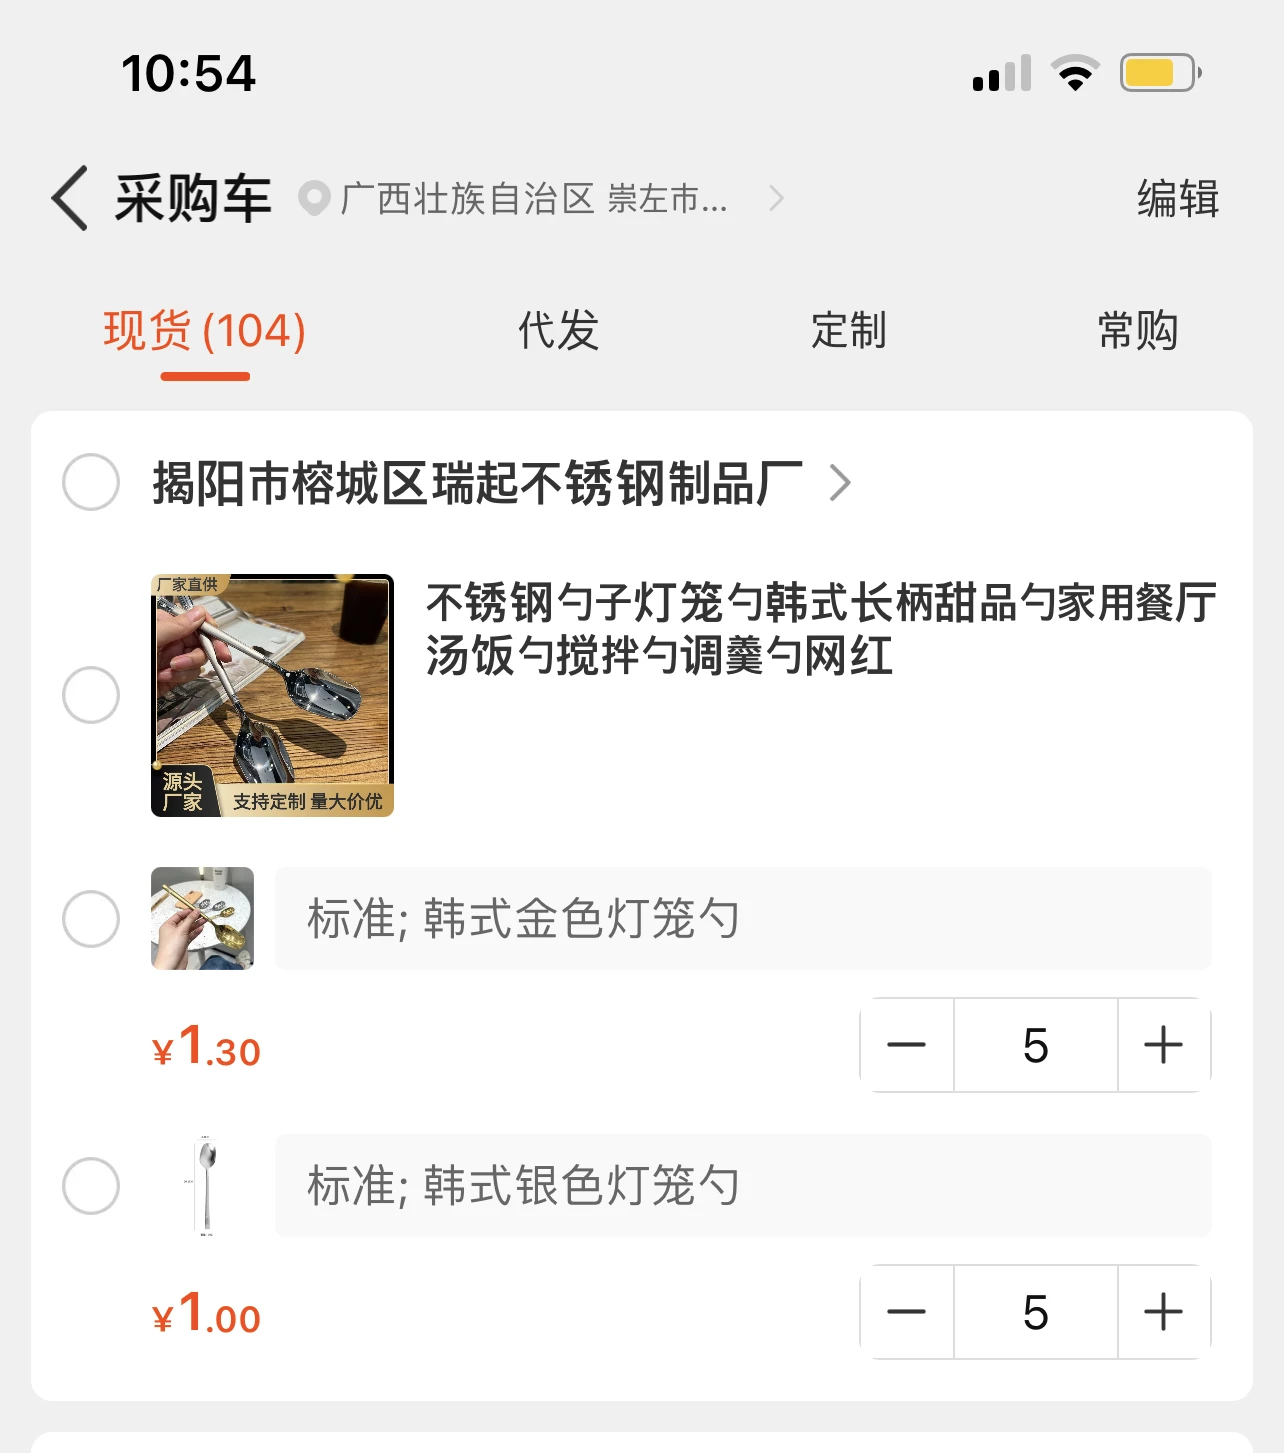 10:54
采购车 广西壮族自治区 崇左市... 编辑
现货(104) 代发 定制 常购
揭阳市榕城区瑞起不锈钢制品厂
厂家直供
不锈钢勺子灯笼勺韩式长柄甜品勺家用餐厅
汤饭勺搅拌勺调羹勺网红
源头
厂家
支持定制 量大价优
标准; 韩式金色灯笼勺
¥1.30
5
标准; 韩式银色灯笼勺
¥1.00
5